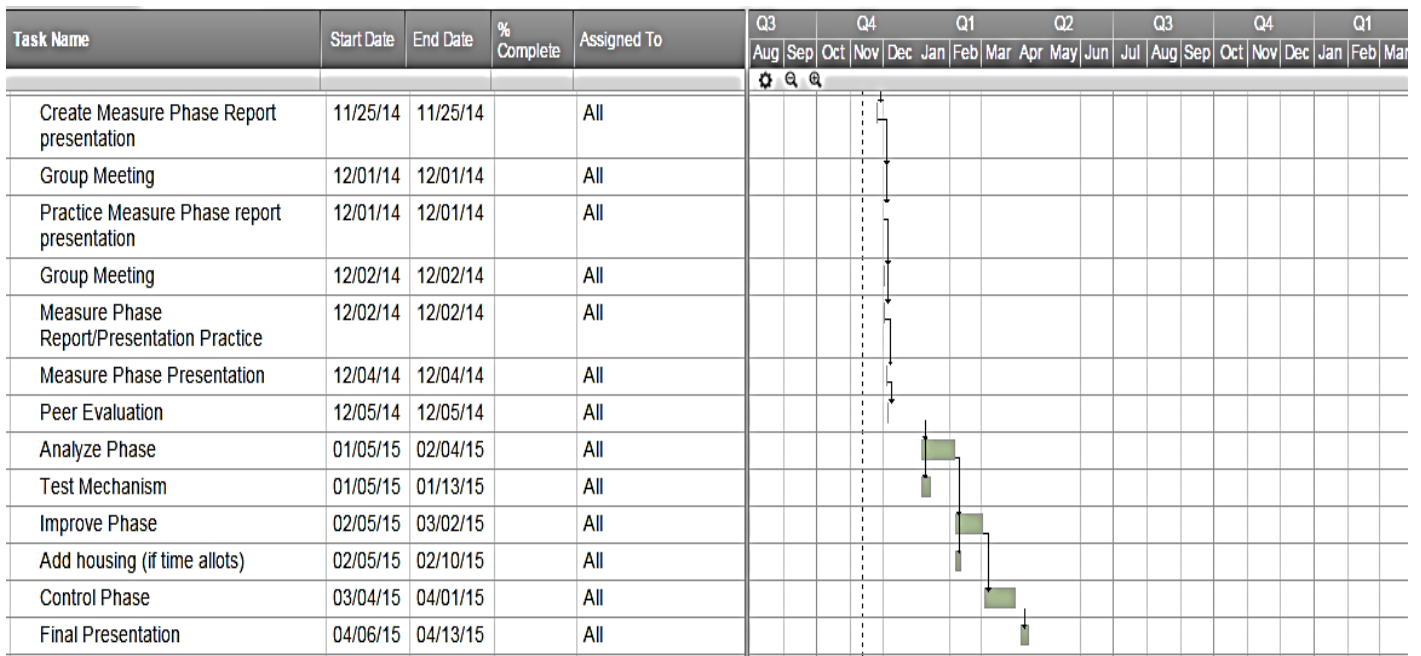 Task Name Start Date End Date % Complete Assigned To
Q3 Q4 Q1 Q2 Q3 Q4 Q1
Aug Sep Oct Nov Dec Jan Feb Mar Apr May Jun Jul Aug Sep Oct Nov Dec Jan Feb Mar
Create Measure Phase Report 11/25/14 11/25/14 All
presentation
Group Meeting 12/01/14 12/01/14 All
Practice Measure Phase report 12/01/14 12/01/14 All
presentation
Group Meeting 12/02/14 12/02/14 All
Measure Phase 12/02/14 12/02/14 All
Report/Presentation Practice
Measure Phase Presentation 12/04/14 12/04/14 All
Peer Evaluation 12/05/14 12/05/14 All
Analyze Phase 01/05/15 02/04/15 All
Test Mechanism 01/05/15 01/13/15 All
Improve Phase 02/05/15 03/02/15 All
Add housing (if time allots) 02/05/15 02/10/15 All
Control Phase 03/04/15 04/01/15 All
Final Presentation 04/06/15 04/13/15 All